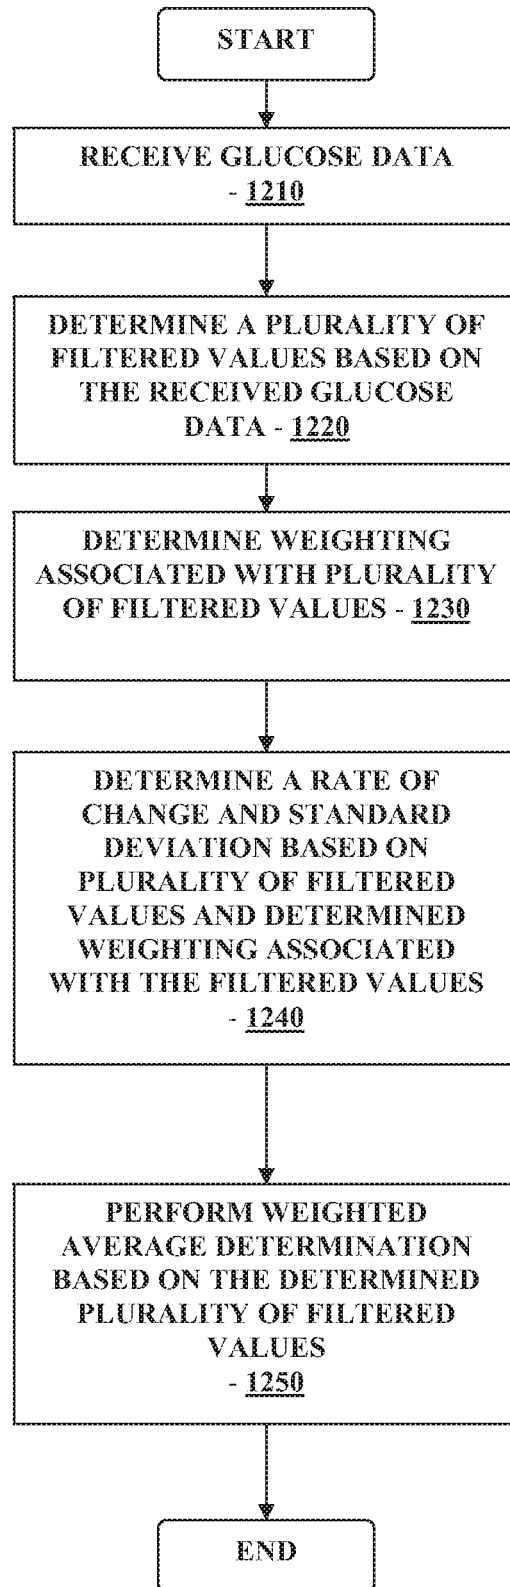 START
RECEIVE GLUCOSE DATA
- 1210
DETERMINE A PLURALITY OF
FILTERED VALUES BASED ON
THE RECEIVED GLUCOSE
DATA - 1220
DETERMINE WEIGHTING
ASSOCIATED WITH PLURALITY
OF FILTERED VALUES - 1230
DETERMINE A RATE OF
CHANGE AND STANDARD
DEVIATION BASED ON
PLURALITY OF FILTERED
VALUES AND DETERMINED
WEIGHTING ASSOCIATED
WITH THE FILTERED VALUES
- 1240
PERFORM WEIGHTED
AVERAGE DETERMINATION
BASED ON THE DETERMINED
PLURALITY OF FILTERED
VALUES
- 1250
END